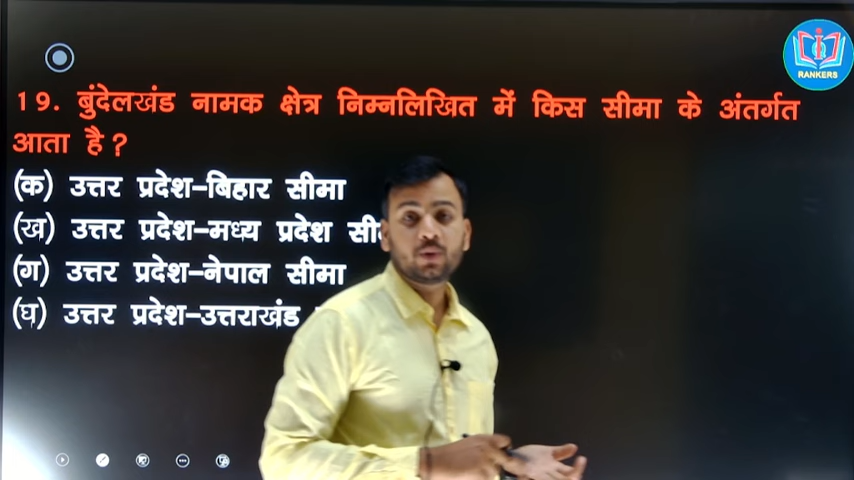 RANKERS
19. बुंदेलखंड नामक क्षेत्र निम्नलिखित में किस सीमा के अंतर्गत
आता है ?
(क) उत्तर प्रदेश-बिहार सीमा
(ख) उत्तर प्रदेश-मध्य प्रदेश
(ग) उत्तर प्रदेश-नेपाल सीमा
(घ) उत्तर प्रदेश-उत्तराखंड